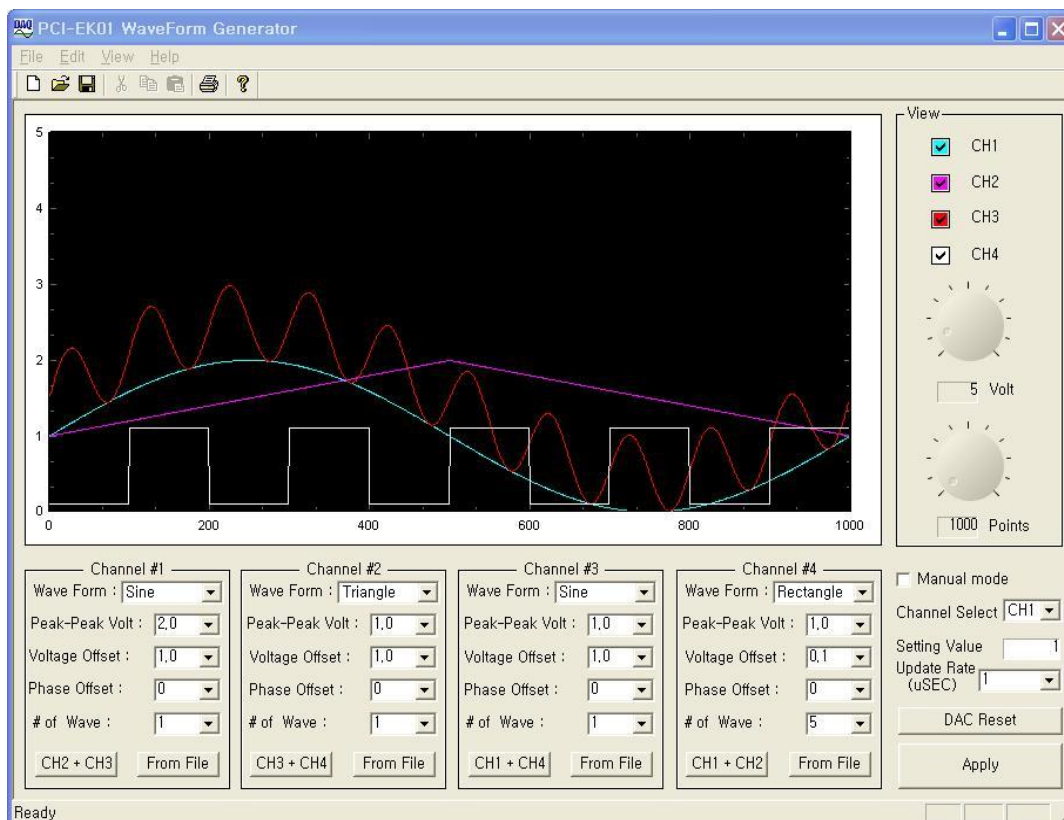 DAQ PCI-EK01 WaveForm Generator
File Edit View Help
5
4
3
2
1
0
0 200 400 600 800 1000
View
CH1
CH2
CH3
CH4
5 Volt
1000 Points
Channel #1
Wave Form : Sine
Peak-Peak Volt : 2,0
Voltage Offset : 1,0
Phase Offset : 0
# of Wave : 1
CH2 + CH3 From File
Channel #2
Wave Form : Triangle
Peak-Peak Volt : 1,0
Voltage Offset : 1,0
Phase Offset : 0
# of Wave : 1
CH3 + CH4 From File
Channel #3
Wave Form : Sine
Peak-Peak Volt : 1,0
Voltage Offset : 1,0
Phase Offset : 0
# of Wave : 1
CH1 + CH4 From File
Channel #4
Wave Form : Rectangle
Peak-Peak Volt : 1,0
Voltage Offset : 0,1
Phase Offset : 0
# of Wave : 5
CH1 + CH2 From File
Manual mode
Channel Select CH1
Setting Value 1
Update Rate 1
(uSEC)
DAC Reset
Apply
Ready